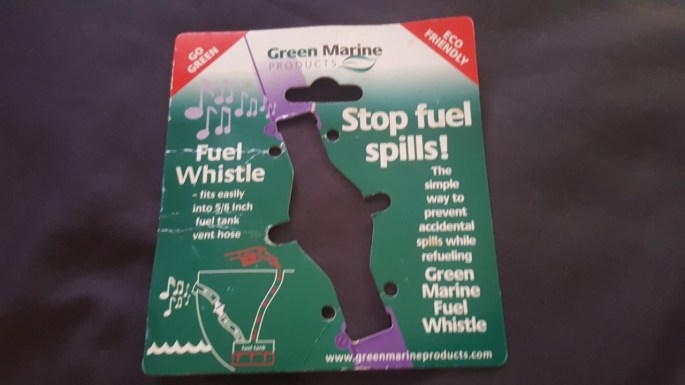 GO
GREEN
Green Marine
PRODUCTS
ECO
FRIENDLY
Stop fuel
spills!
Fuel
Whistle
- fits easily
into 5/8 inch
fuel tank
vent hose
The
simple
way to
prevent
accidental
spills while
refueling
Green
Marine
Fuel
Whistle
fuel tank
www.greenmarineproducts.com